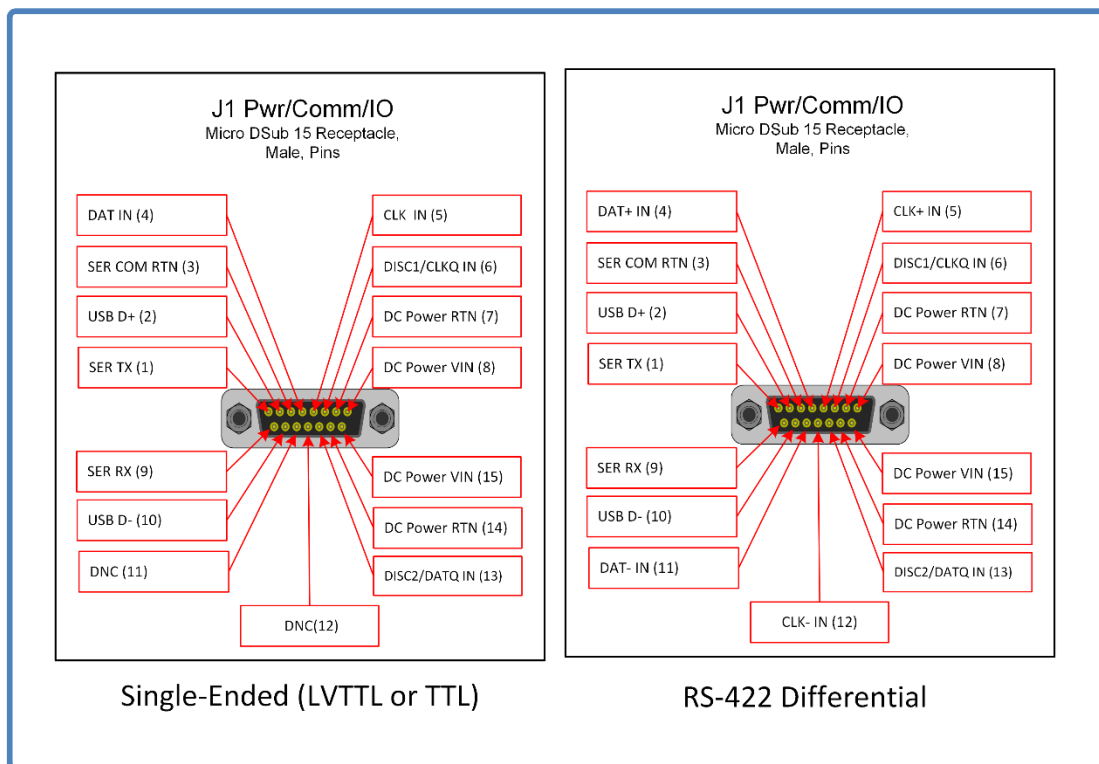 J1 Pwr/Comm/IO
Micro DSub 15 Receptacle,
Male, Pins
DAT IN (4)
SER COM RTN (3)
USB D+ (2)
SER TX (1)
CLK  IN (5)
DISC1/CLKQ IN (6)
DC Power RTN (7)
DC Power VIN (8)
SER RX (9)
USB D- (10)
DNC (11)
DNC(12)
DC Power VIN (15)
DC Power RTN (14)
DISC2/DATQ IN (13)
Single-Ended (LVTTL or TTL)
J1 Pwr/Comm/IO
Micro DSub 15 Receptacle,
Male, Pins
DAT+ IN (4)
SER COM RTN (3)
USB D+ (2)
SER TX (1)
CLK+ IN (5)
DISC1/CLKQ IN (6)
DC Power RTN (7)
DC Power VIN (8)
SER RX (9)
USB D- (10)
DAT- IN (11)
CLK- IN (12)
DC Power VIN (15)
DC Power RTN (14)
DISC2/DATQ IN (13)
RS-422 Differential